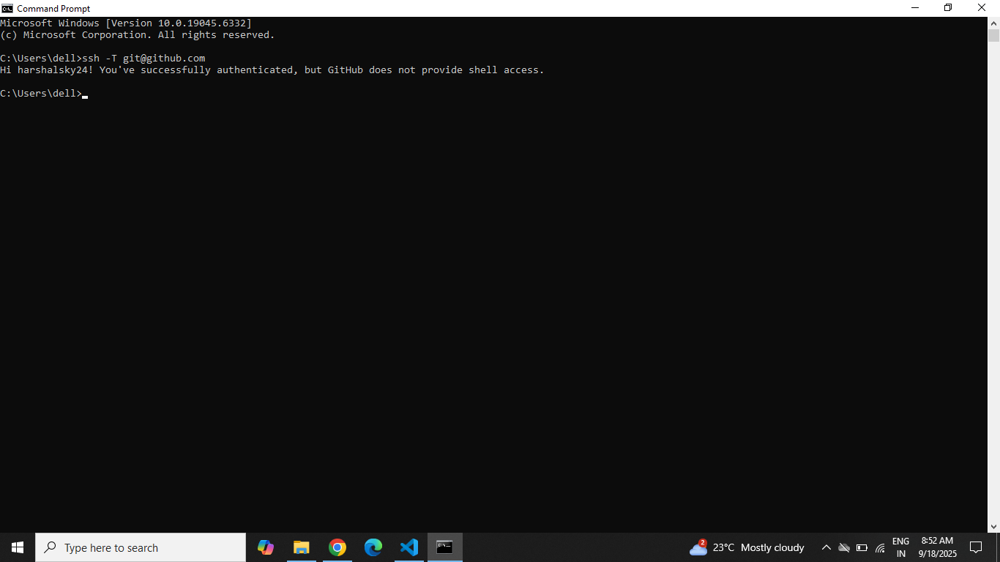 Command Prompt
Microsoft Windows [Version 10.0.19045.6332]
(c) Microsoft Corporation. All rights reserved.
C:\Users\dell>ssh -T git@github.com
Hi harshalsky24! You've successfully authenticated, but GitHub does not provide shell access.
C:\Users\dell>
Type here to search
2
23°C Mostly cloudy
ENG
IN
8:52 AM
9/18/2025